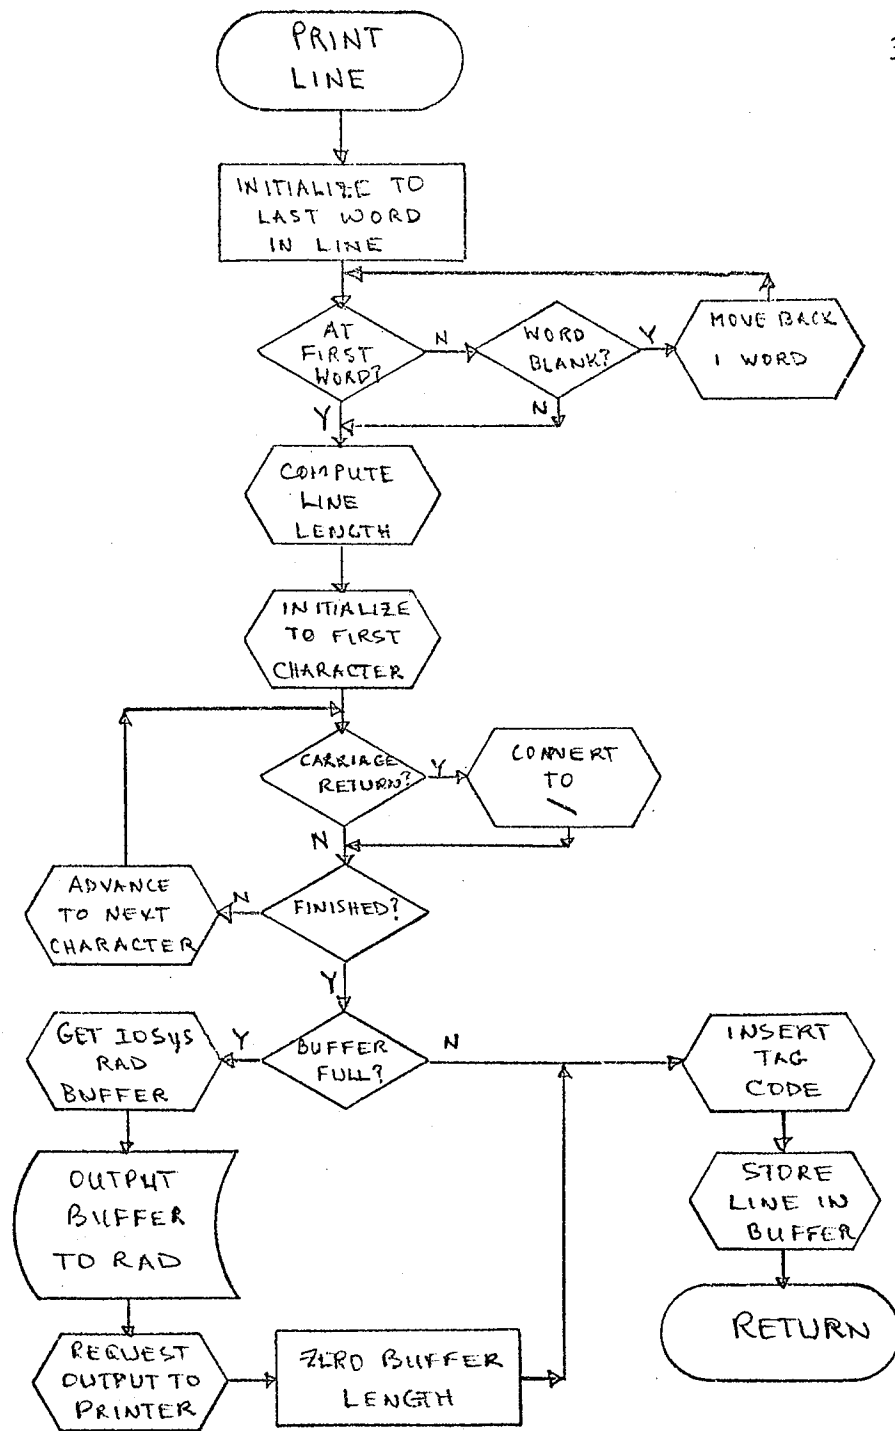 PRINT
LINE
INITIALIZE TO
LAST WORD
IN LINE
AT
FIRST
WORD?
N
WORD
BLANK?
Y
MOVE BACK
1 WORD
Y
N
COMPUTE
LINE
LENGTH
INITIALIZE
TO FIRST
CHARACTER
CARRIAGE
RETURN?
Y
CONVERT
TO
\
N
ADVANCE
TO NEXT
CHARACTER
N
FINISHED?
Y
GET IOSYS
RAD
BUFFER
Y
BUFFER
FULL?
N
INSERT
TAG
CODE
OUTPUT
BUFFER
TO RAD
STORE
LINE IN
BUFFER
RETURN
REQUEST
OUTPUT TO
PRINTER
ZERO BUFFER
LENGTH